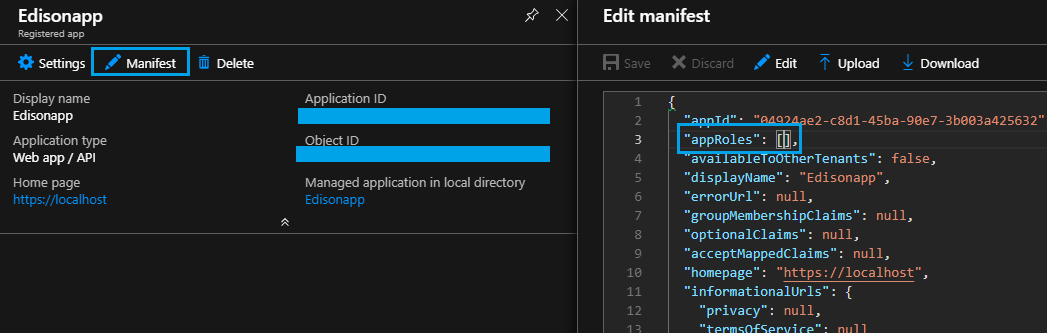 Edisonapp
Registered app
Settings
Manifest
Delete
Display name
Edisonapp
Application type
Web app / API
Home page
https://localhost
Application ID
Object ID
Managed application in local directory
Edisonapp
Edit manifest
Save
Discard
Edit
Upload
Download
1 {
2 "appId": "04924ae2-c8d1-45ba-90e7-3b003a425632"
3 "appRoles": [],
4 "availableToOtherTenants": false,
5 "displayName": "Edisonapp",
6 "errorUrl": null,
7 "groupMembershipClaims": null,
8 "optionalClaims": null,
9 "acceptMappedClaims": null,
10 "homepage": "https://localhost",
11 "informationalUrls": {
12 "privacy": null,
13 "termsOfService": null